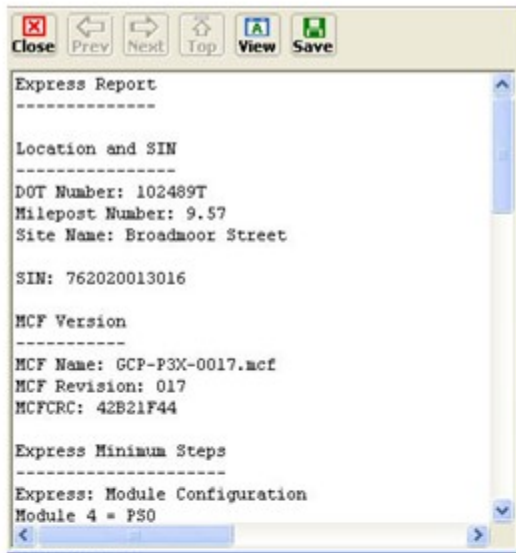 Close Prev Next Top View Save
Express Report
--------------
Location and SIN
----------------
DOT Number: 102489T
Milepost Number: 9.57
Site Name: Broadmoor Street
SIN: 762020013016
MCF Version
-----------
MCF Name: GCP-P3X-0017.mcf
MCF Revision: 017
MCFCRC: 42B21F44
Express Minimum Steps
---------------------
Express: Module Configuration
Module 4 = PSO